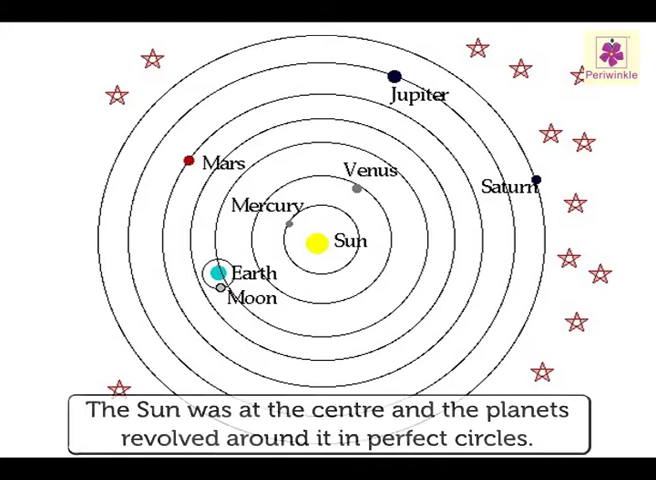 Periwinkle
Jupiter
Mars
Venus
Saturn
Mercury
Sun
Earth
Moon
The Sun was at the centre and the planets
revolved around it in perfect circles.